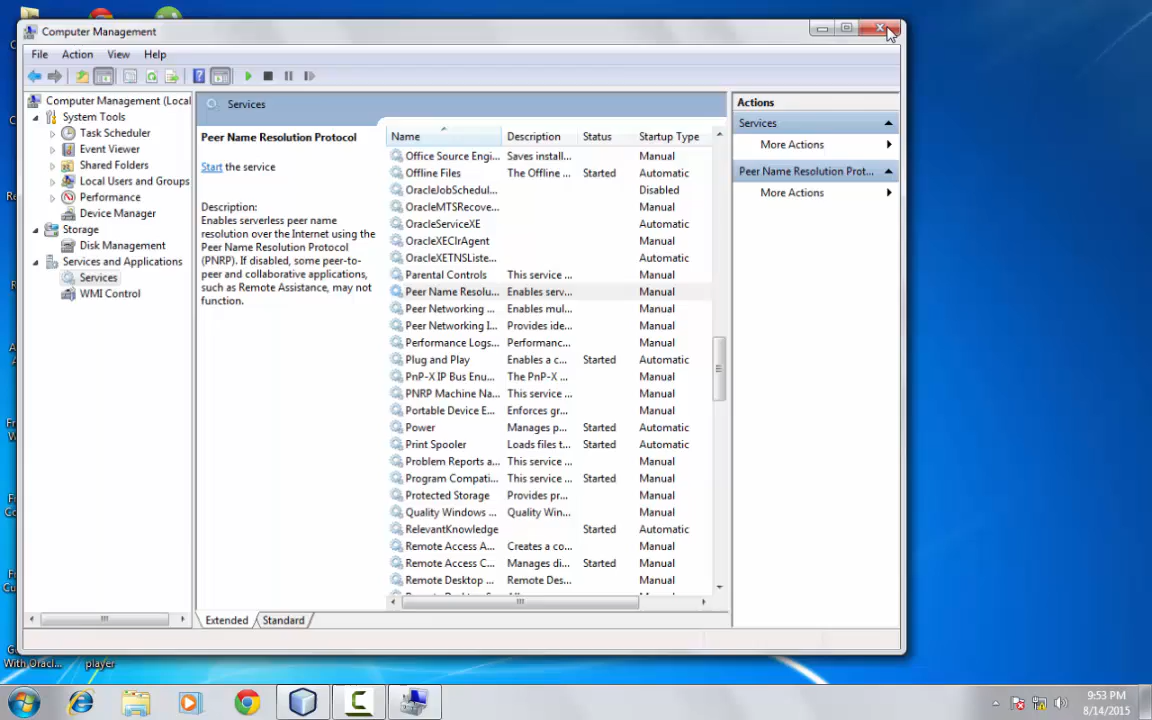 Computer Management
File Action View Help
Computer Management (Local
System Tools
Task Scheduler
Event Viewer
Shared Folders
Local Users and Groups
Performance
Device Manager
Storage
Disk Management
Services and Applications
Services
WMI Control
Services
Peer Name Resolution Protocol
Start the service
Description:
Enables serverless peer name
resolution over the Internet using the
Peer Name Resolution Protocol
(PNRP). If disabled, some peer-to-
peer and collaborative applications,
such as Remote Assistance, may not
function.
Name Description Status Startup Type
Office Source Engi... Saves install... Manual
Offline Files The Offline ... Started Automatic
OracleJobSchedul... Disabled
OracleMTSRecove... Manual
OracleServiceXE Automatic
OracleXEClrAgent Manual
OracleXETNSListe... Automatic
Parental Controls This service ... Manual
Peer Name Resolu... Enables serv... Manual
Peer Networking ... Enables mul... Manual
Peer Networking I... Provides ide... Manual
Performance Logs... Performanc... Manual
Plug and Play Enables a c... Started Automatic
PnP-X IP Bus Enu... The PnP-X ... Manual
PNRP Machine Na... This service ... Manual
Portable Device E... Enforces gr... Manual
Power Manages p... Started Automatic
Print Spooler Loads files t... Started Automatic
Problem Reports a... This service ... Manual
Program Compati... This service ... Started Manual
Protected Storage Provides pr... Manual
Quality Windows ... Quality Win... Manual
RelevantKnowledge Started Automatic
Remote Access A... Creates a co... Manual
Remote Access C... Manages di... Started Manual
Remote Desktop ... Remote Des... Manual
Extended Standard
Actions
Services
More Actions
Peer Name Resolution Prot...
More Actions
With Oracl... player
9:53 PM
8/14/2015